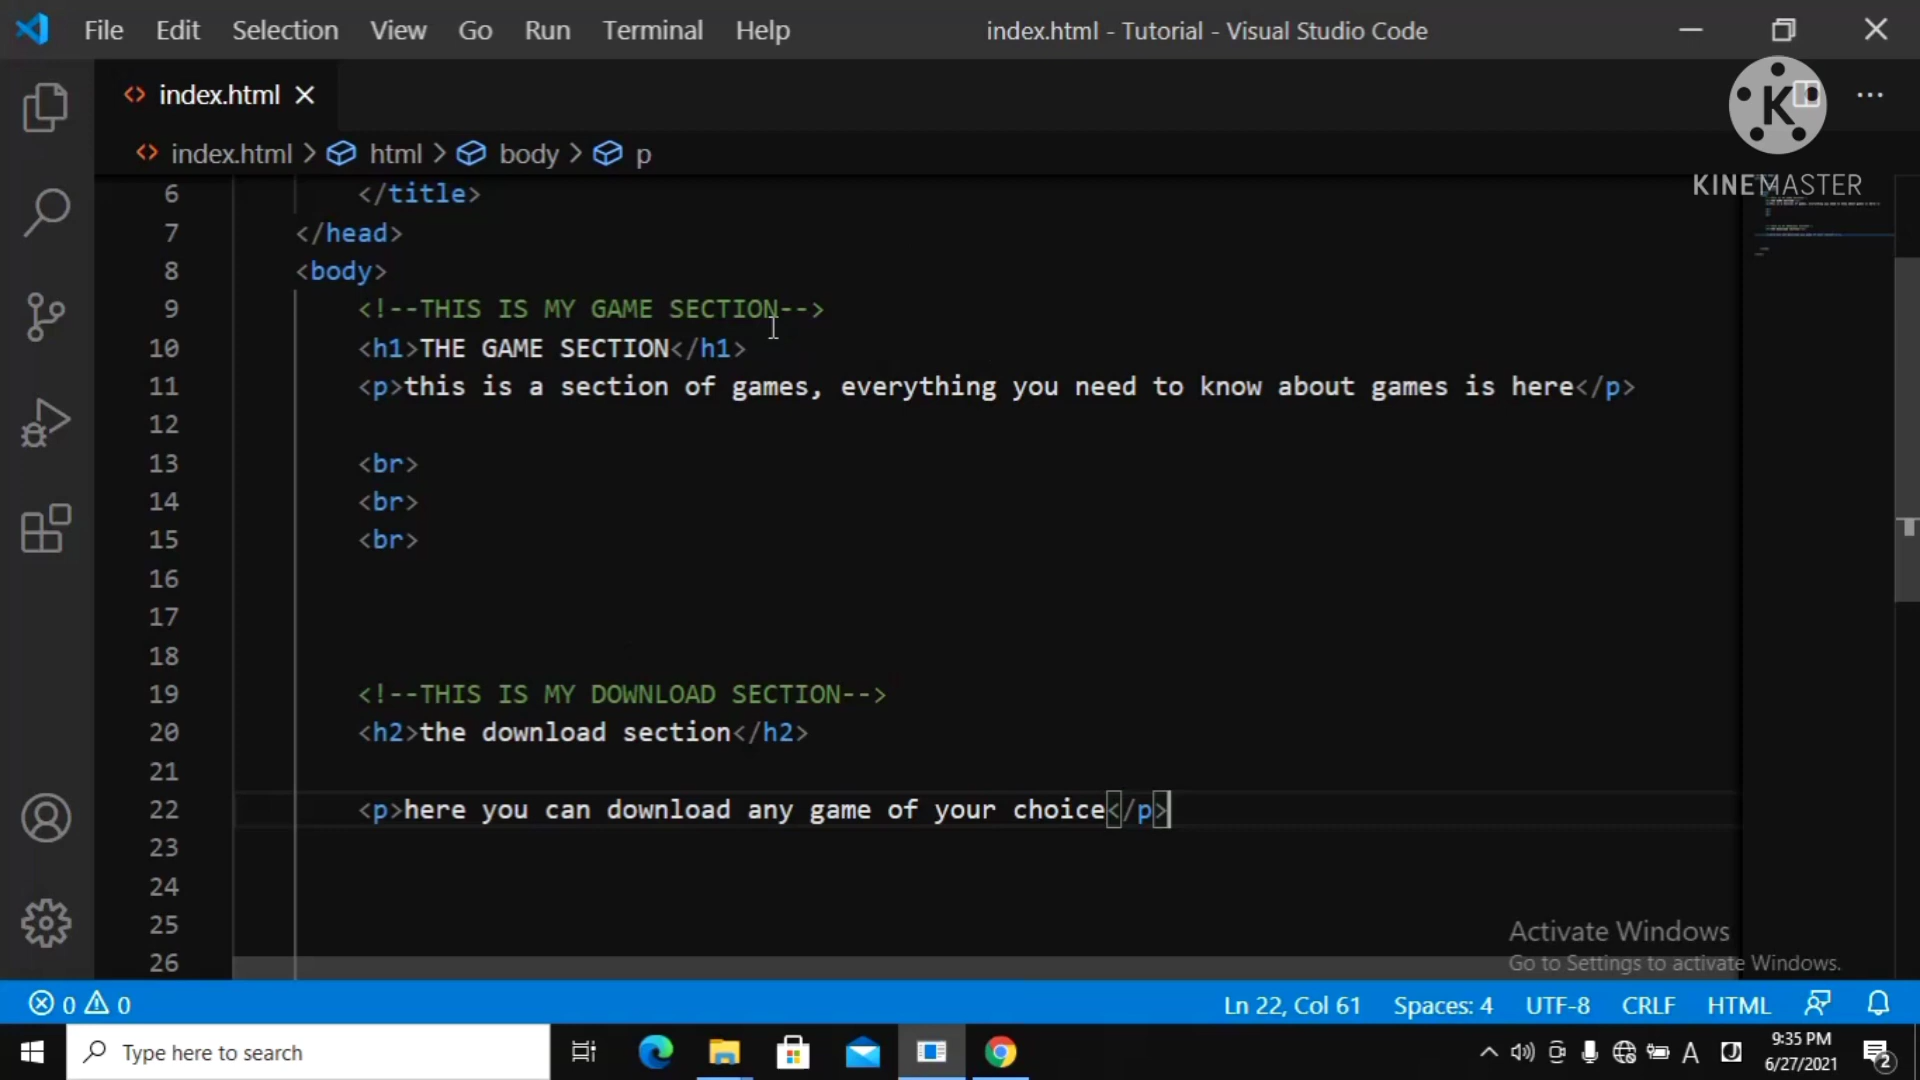 File Edit Selection View Go Run Terminal Help index.html - Tutorial - Visual Studio Code
index.html
K
KINEMASTER
index.html > html > body > p
6 </title>
7 </head>
8 <body>
9 <!--THIS IS MY GAME SECTION-->
10 <h1>THE GAME SECTION</h1>
11 <p>this is a section of games, everything you need to know about games is here</p>
12
13 <br>
14 <br>
15 <br>
16
17
18
19 <!--THIS IS MY DOWNLOAD SECTION-->
20 <h2>the download section</h2>
21
22 <p>here you can download any game of your choice</p>
23
24
25
26
Activate Windows
Go to Settings to activate Windows.
0 0 Ln 22, Col 61 Spaces: 4 UTF-8 CRLF HTML
Type here to search
A
9:35 PM
6/27/2021
2